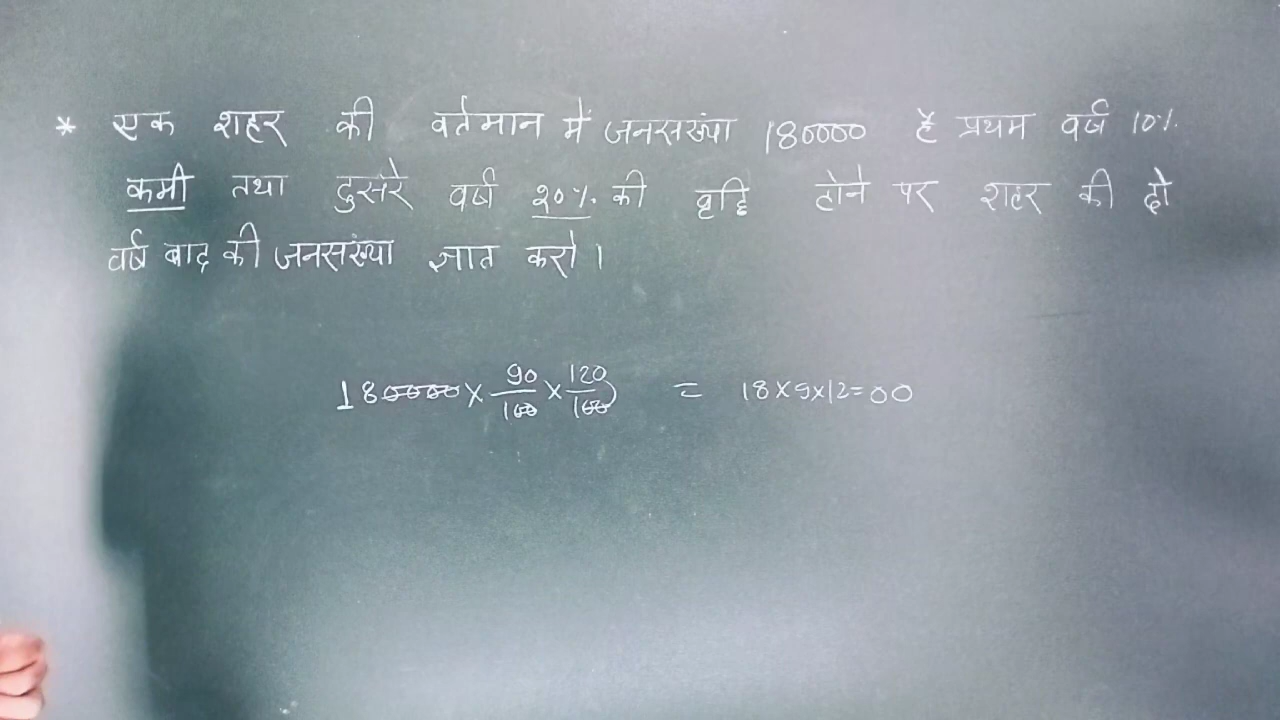 * एक शहर की वर्तमान में जनसख्या 180000 है प्रथम वर्ष 10%
कमी तथा दुसरे वर्ष 20% की वृद्धि होने पर शहर की दो
वर्ष बाद की जनसंख्या ज्ञात करो।
180000 × 90/100 × 120/100 = 18×9×12=00